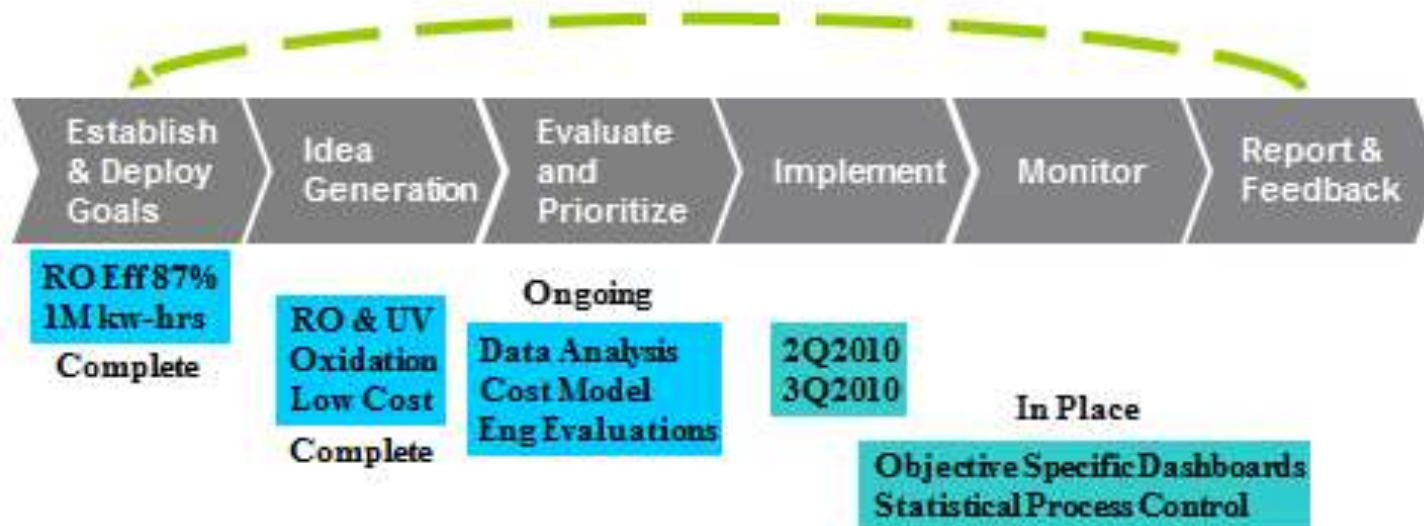 Establish
& Deploy
Goals
Idea
Generation
Evaluate
and
Prioritize
Implement
Monitor
Report &
Feedback
RO Eff 87%
1M kw-hrs
Complete
RO & UV
Oxidation
Low Cost
Complete
Ongoing
Data Analysis
Cost Model
Eng Evaluations
2Q2010
3Q2010
In Place
Objective Specific Dashboards
Statistical Process Control